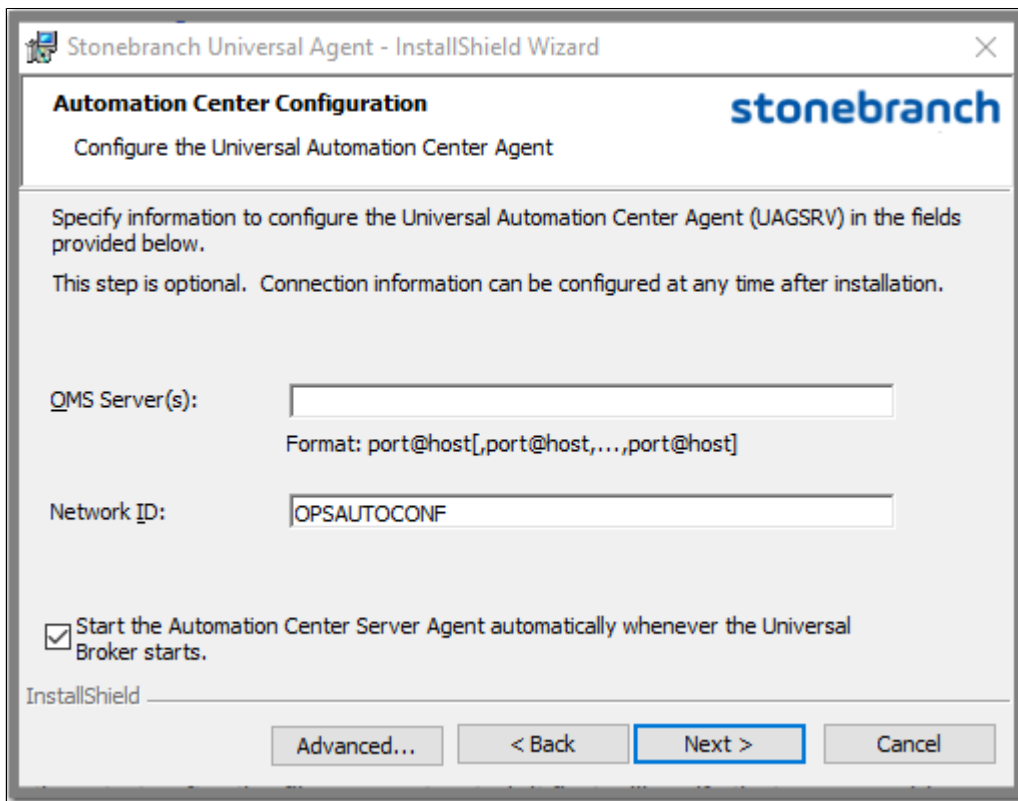 Stonebranch Universal Agent - InstallShield Wizard
Automation Center Configuration
stonebranch
Configure the Universal Automation Center Agent
Specify information to configure the Universal Automation Center Agent (UAGSRV) in the fields
provided below.
This step is optional.  Connection information can be configured at any time after installation.
OMS Server(s):
Format: port@host[,port@host,...,port@host]
Network ID:
OPSAUTOCONF
Start the Automation Center Server Agent automatically whenever the Universal
Broker starts.
InstallShield
Advanced...
< Back
Next >
Cancel